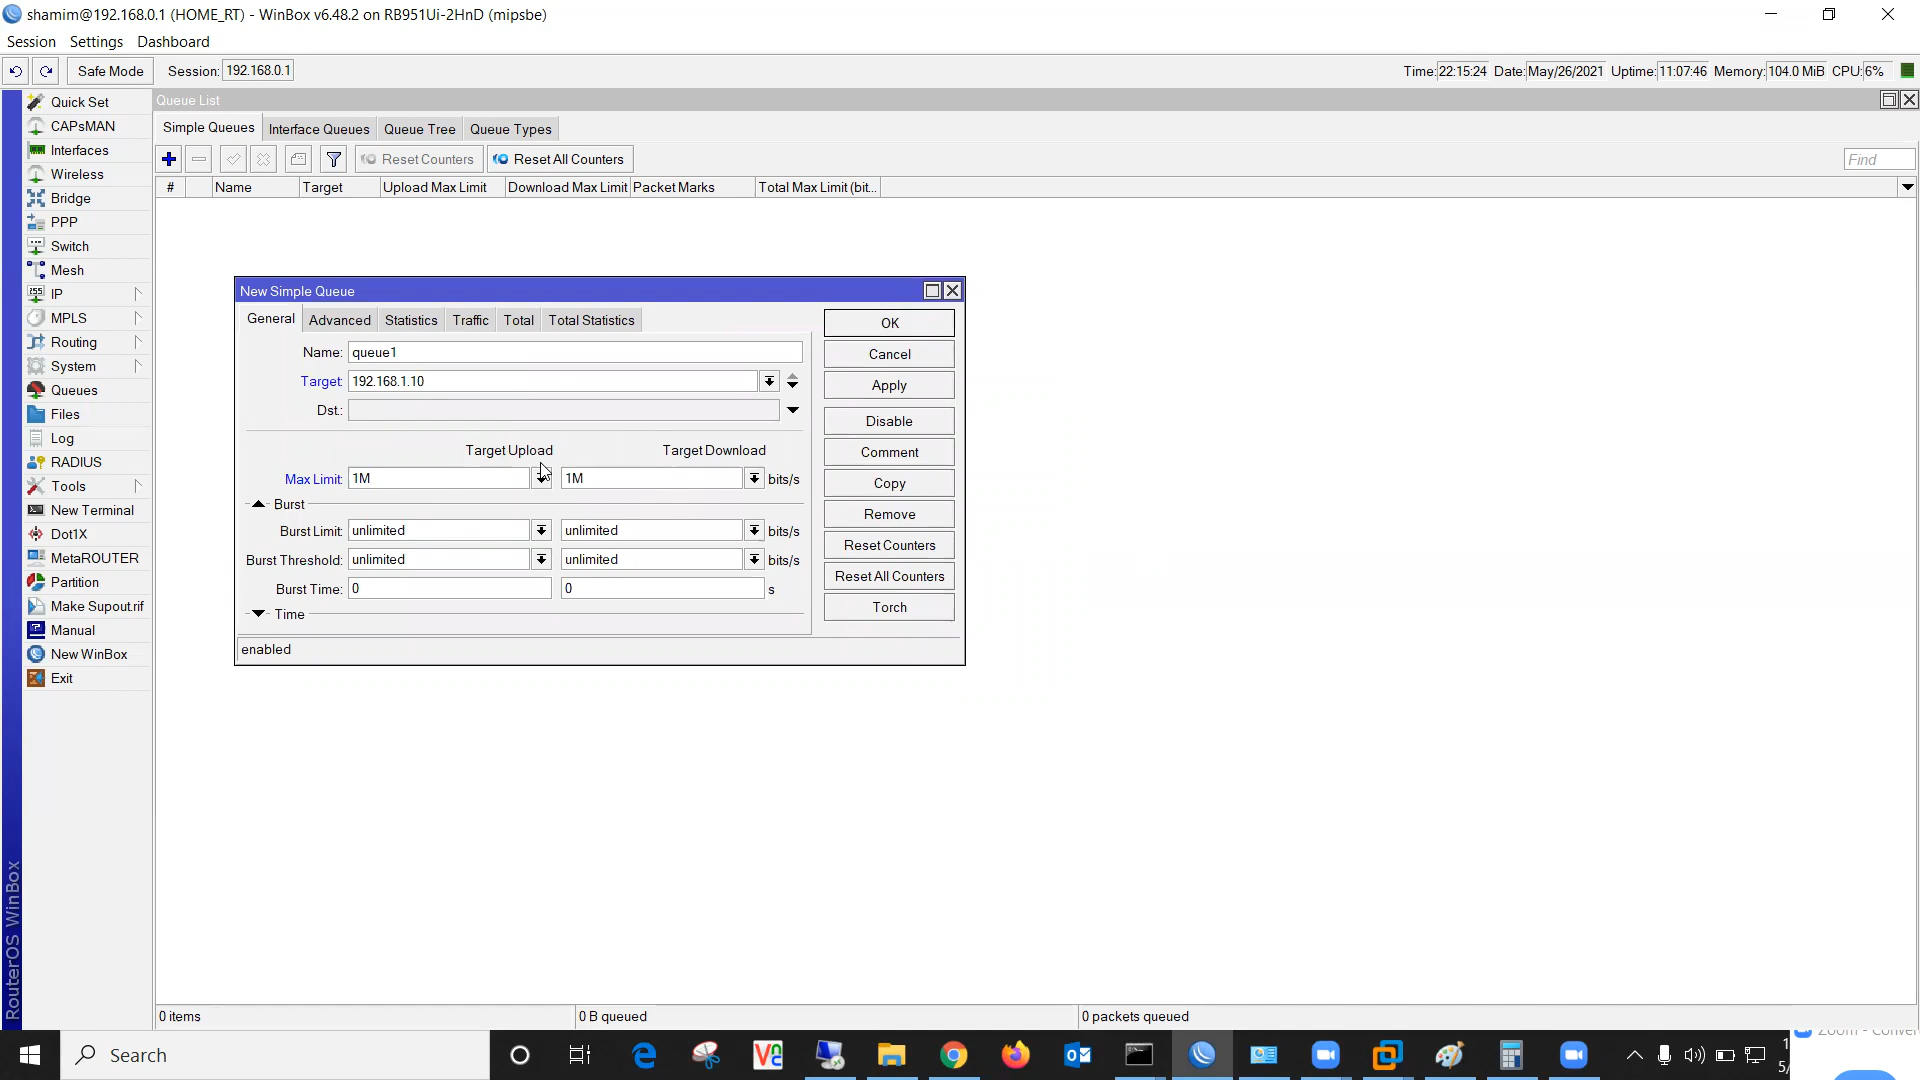 shamim@192.168.0.1 (HOME_RT) - WinBox v6.48.2 on RB951Ui-2HnD (mipsbe)
Session Settings Dashboard
Safe Mode Session: 192.168.0.1 Time: 22:15:24 Date: May/26/2021 Uptime: 11:07:46 Memory: 104.0 MiB CPU: 6%
Quick Set
CAPsMAN
Interfaces
Wireless
Bridge
PPP
Switch
Mesh
IP
MPLS
Routing
System
Queues
Files
Log
RADIUS
Tools
New Terminal
Dot1X
MetaROUTER
Partition
Make Supout.rif
Manual
New WinBox
Exit
RouterOS WinBox
Queue List
Simple Queues Interface Queues Queue Tree Queue Types
Reset Counters Reset All Counters Find
# Name Target Upload Max Limit Download Max Limit Packet Marks Total Max Limit (bit...
New Simple Queue
General Advanced Statistics Traffic Total Total Statistics
Name: queue1
Target: 192.168.1.10
Dst.:
Target Upload Target Download
Max Limit: 1M 1M bits/s
Burst
Burst Limit: unlimited unlimited bits/s
Burst Threshold: unlimited unlimited bits/s
Burst Time: 0 0 s
Time
enabled
OK
Cancel
Apply
Disable
Comment
Copy
Remove
Reset Counters
Reset All Counters
Torch
0 items 0 B queued 0 packets queued
Search